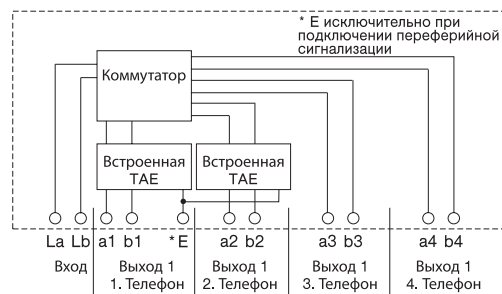 * E исключительно при
подключении переферийной
сигнализации
Коммутатор
Встроенная
TAE
Встроенная
TAE
La Lb a1 b1 * E a2 b2 a3 b3 a4 b4
Вход Выход 1 Выход 1 Выход 1 Выход 1
1. Телефон 2. Телефон 3. Телефон 4. Телефон